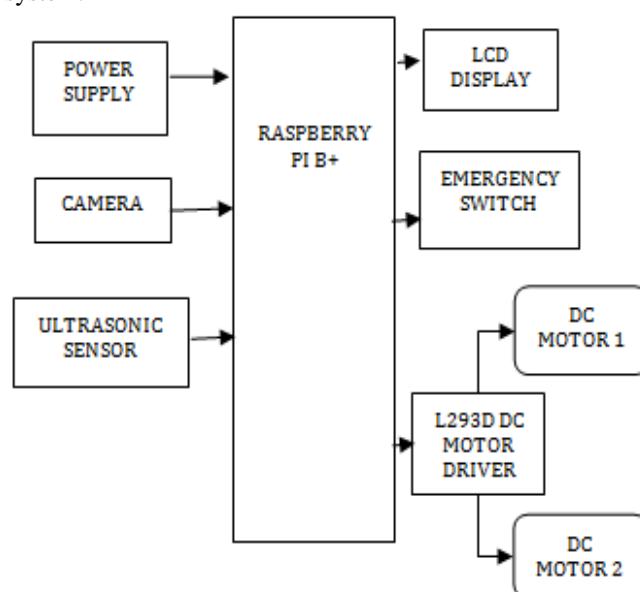 system.
POWER
SUPPLY
CAMERA
ULTRASONIC
SENSOR
RASPBERRY
PI B+
LCD
DISPLAY
EMERGENCY
SWITCH
DC
MOTOR 1
L293D DC
MOTOR
DRIVER
DC
MOTOR 2